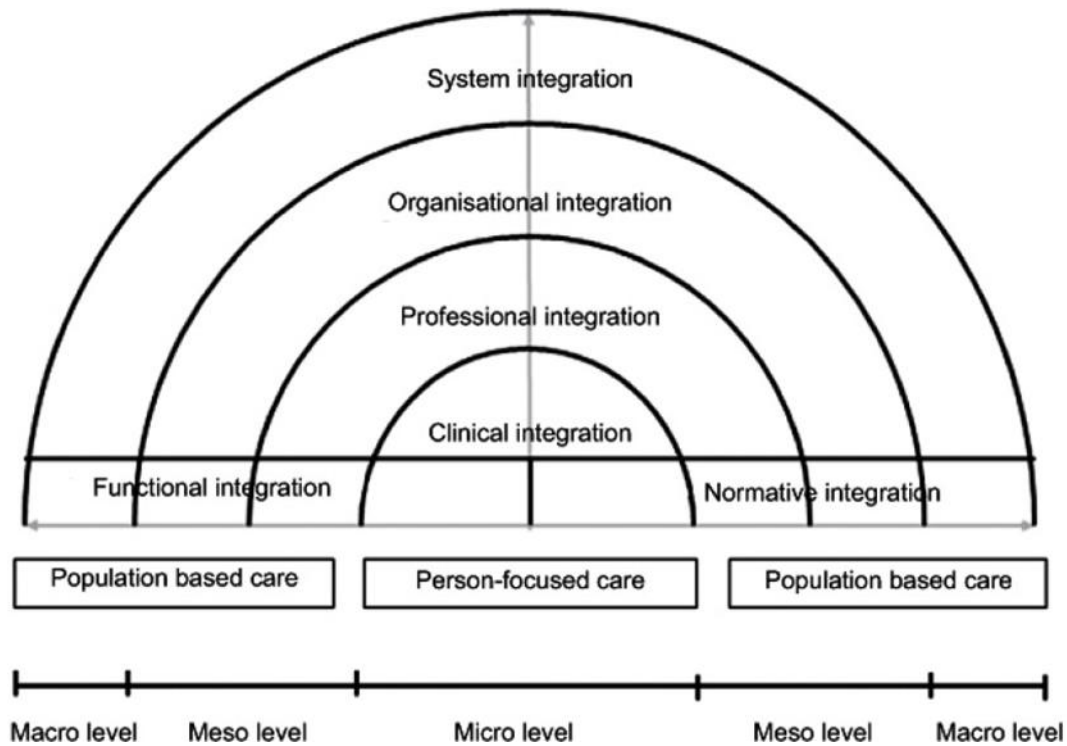 System integration
Organisational integration
Professional integration
Clinical integration
Functional integration
Normative integration
Population based care
Person-focused care
Population based care
Macro level
Meso level
Micro level
Meso level
Macro level